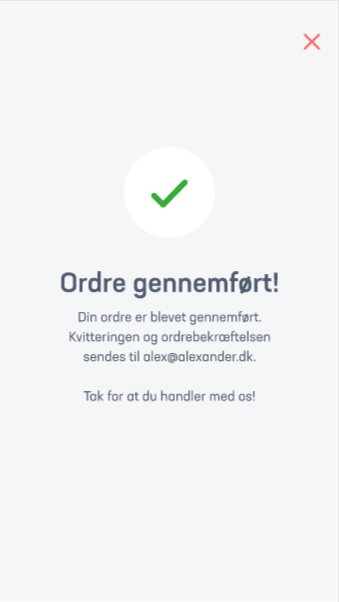 Ordre gennemført!
Din ordre er blevet gennemført.
Kvitteringen og ordrebekræftelsen
sendes til alex@alexander.dk.
Tak for at du handler med os!